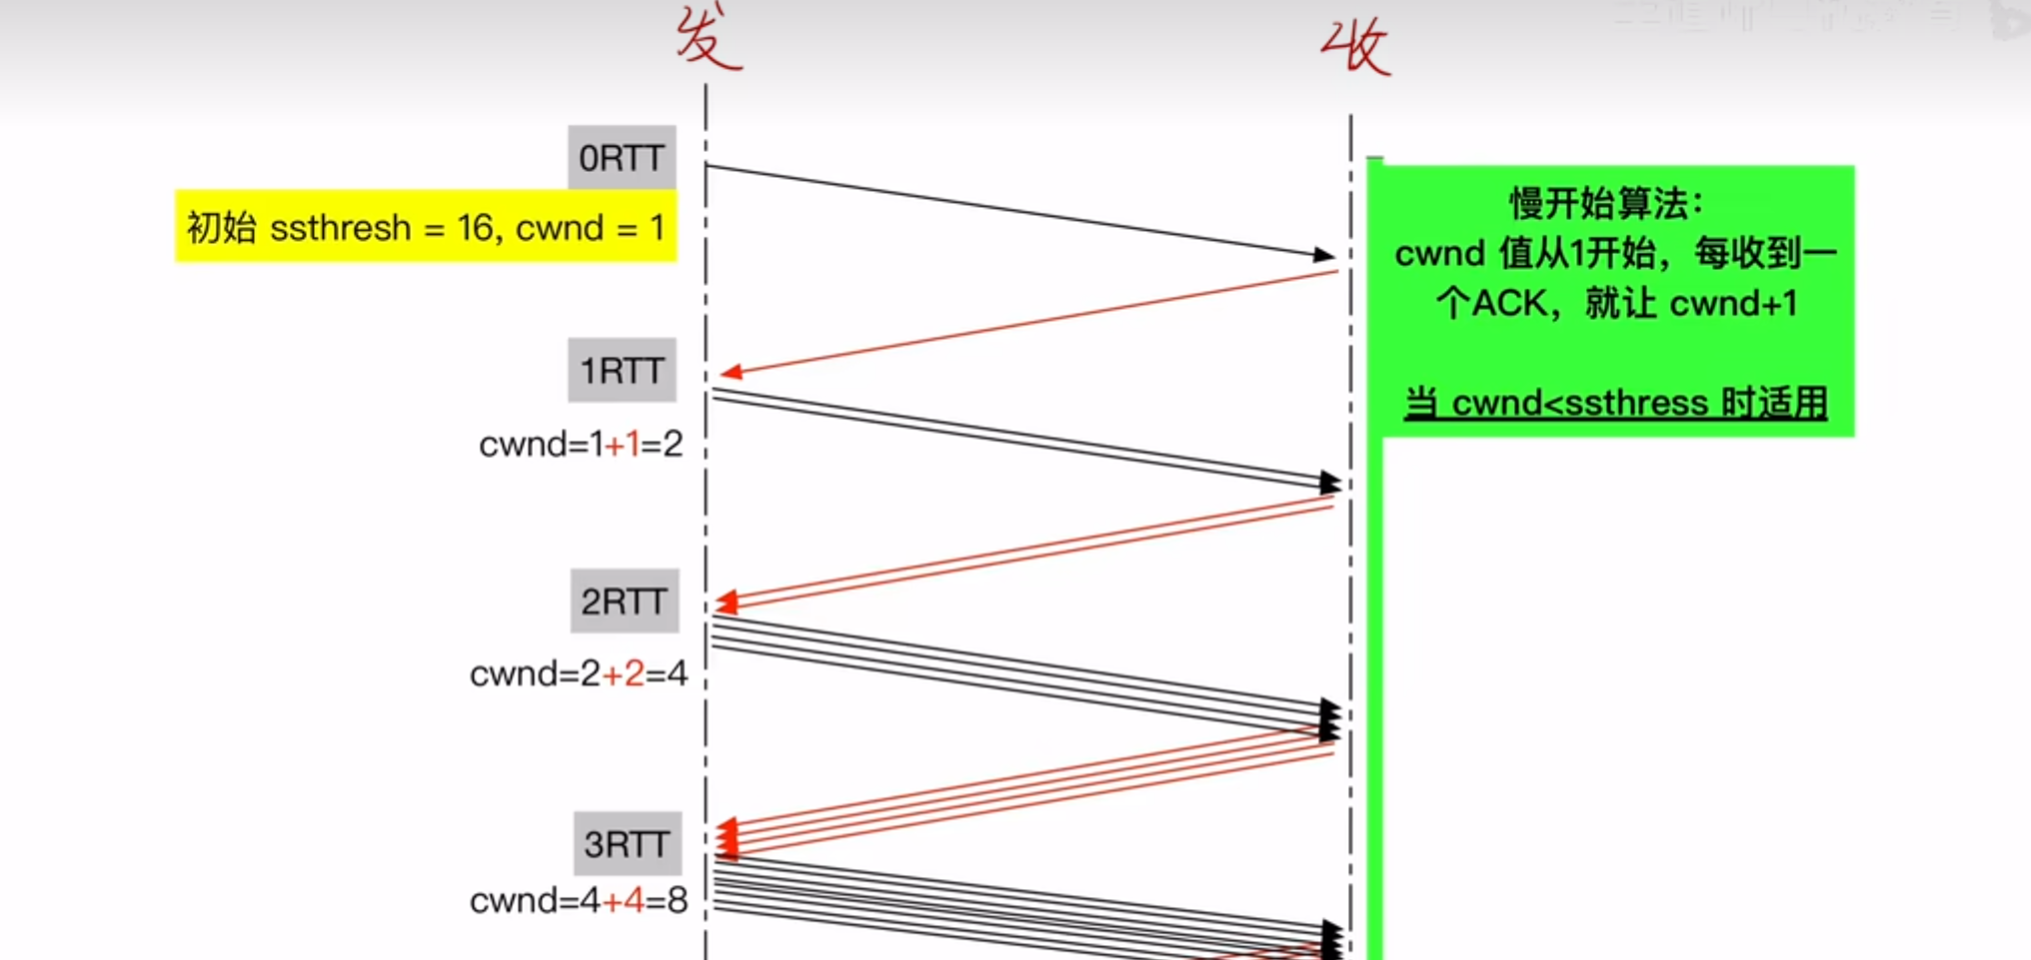 发
收
0RTT
初始 ssthresh = 16, cwnd = 1
慢开始算法：
cwnd 值从1开始，每收到一
个ACK，就让 cwnd+1
当 cwnd<ssthress 时适用
1RTT
cwnd=1+1=2
2RTT
cwnd=2+2=4
3RTT
cwnd=4+4=8